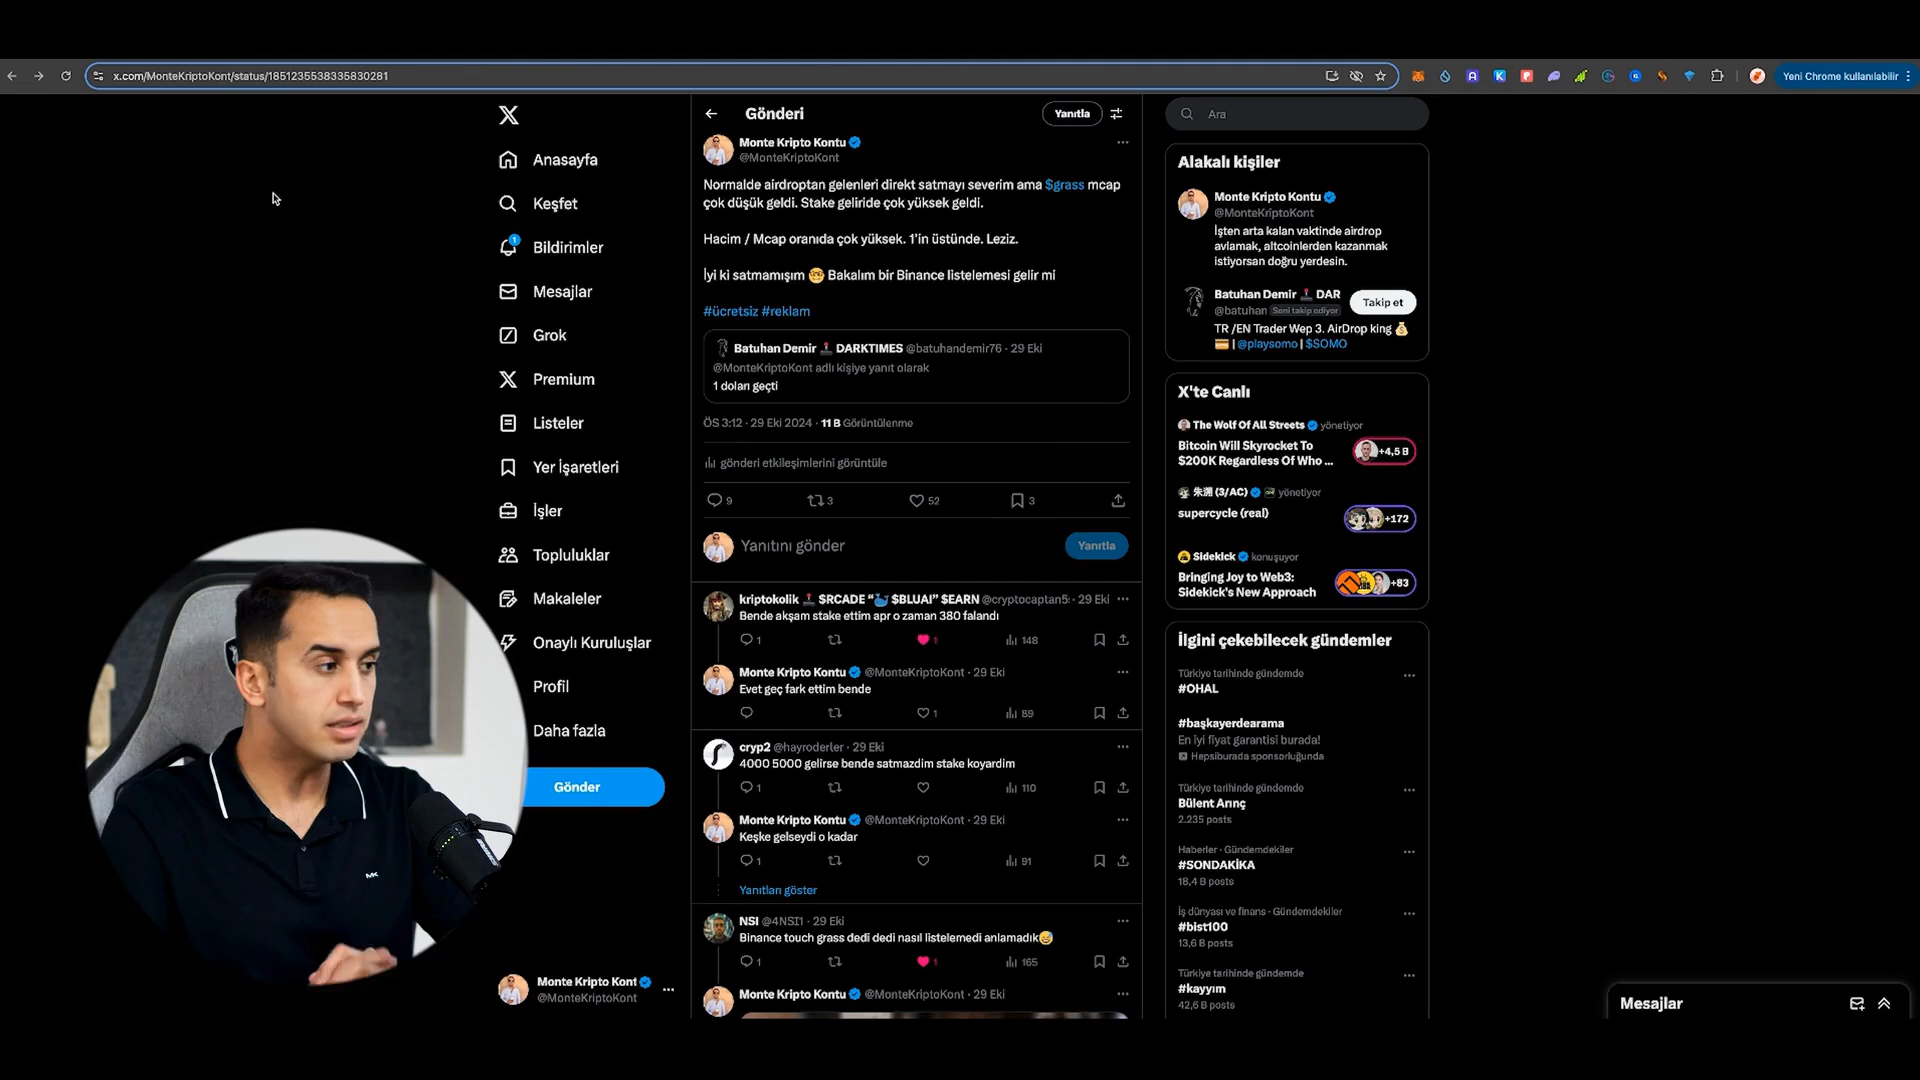 x.com/MonteKriptoKont/status/1851235538335830281
Yeni Chrome kullanılabilir
Anasayfa
Keşfet
1
Bildirimler
Mesajlar
Grok
Premium
Listeler
Yer İşaretleri
İşler
Topluluklar
Makaleler
Onaylı Kuruluşlar
Profil
Daha fazla
Gönder
Monte Kripto Kont
@MonteKriptoKont
MK
Gönderi
Yanıtla
Monte Kripto Kontu
@MonteKriptoKont
Normalde airdroptan gelenleri direkt satmayı severim ama $grass mcap
çok düşük geldi. Stake geliride çok yüksek geldi.
Hacim / Mcap oranıda çok yüksek. 1'in üstünde. Leziz.
İyi ki satmamışım 🤓 Bakalım bir Binance listelemesi gelir mi
#ücretsiz #reklam
Batuhan Demir 🕹️ DARKTIMES @batuhandemir76 · 29 Eki
@MonteKriptoKont adlı kişiye yanıt olarak
1 doları geçti
ÖS 3:12 · 29 Eki 2024 · 11 B Görüntülenme
gönderi etkileşimlerini görüntüle
9 3 52 3
Yanıtını gönder
Yanıtla
kriptokolik 🕹️ $RCADE “🐳 $BLUAI” $EARN @cryptocaptan5: · 29 Eki
Bende akşam stake ettim apr o zaman 380 falandı
1 1 148
Monte Kripto Kontu @MonteKriptoKont · 29 Eki
Evet geç fark ettim bende
1 89
cryp2 @hayroderler · 29 Eki
4000 5000 gelirse bende satmazdim stake koyardim
1 110
Monte Kripto Kontu @MonteKriptoKont · 29 Eki
Keşke gelseydi o kadar
1 91
Yanıtları göster
NSI @4NSI1 · 29 Eki
Binance touch grass dedi dedi nasıl listelemedi anlamadık😅
1 1 165
Monte Kripto Kontu @MonteKriptoKont · 29 Eki
Ara
Alakalı kişiler
Monte Kripto Kontu
@MonteKriptoKont
İşten arta kalan vaktinde airdrop
avlamak, altcoinlerden kazanmak
istiyorsan doğru yerdesin.
Batuhan Demir 🕹️ DAR
@batuhan Seni takip ediyor
Takip et
TR /EN Trader Wep 3. AirDrop king 💰
💳 | @playsomo | $SOMO
X'te Canlı
The Wolf Of All Streets yönetiyor
Bitcoin Will Skyrocket To
$200K Regardless Of Who ...
+4,5 B
朱溯 (3/AC) yönetiyor
supercycle (real)
+172
Sidekick konuşuyor
Bringing Joy to Web3:
Sidekick's New Approach
+83
İlgini çekebilecek gündemler
Türkiye tarihinde gündemde
#OHAL
#başkayerdearama
En iyi fiyat garantisi burada!
Hepsiburada sponsorluğunda
Türkiye tarihinde gündemde
Bülent Arınç
2.235 posts
Haberler · Gündemdekiler
#SONDAKİKA
18,4 B posts
İş dünyası ve finans · Gündemdekiler
#bist100
13,6 B posts
Türkiye tarihinde gündemde
#kayyım
42,6 B posts
Mesajlar